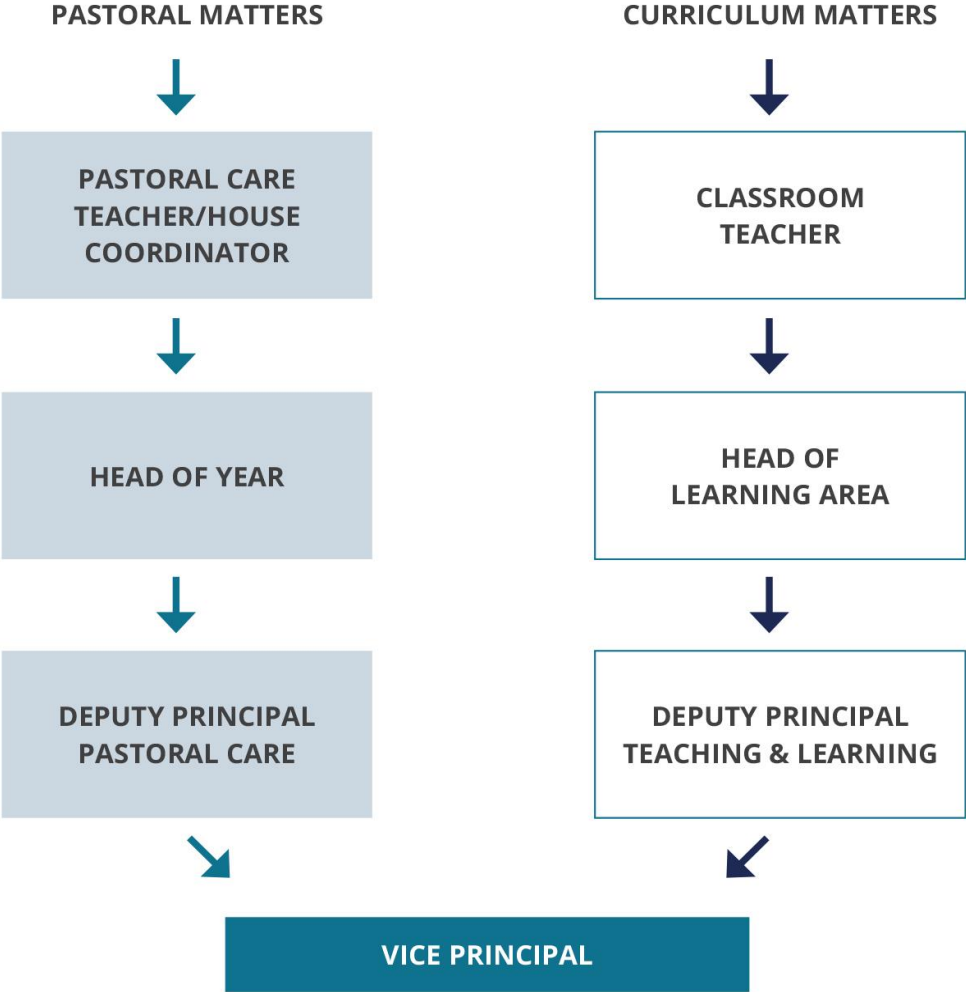 PASTORAL MATTERS
CURRICULUM MATTERS
PASTORAL CARE
TEACHER/HOUSE
COORDINATOR
CLASSROOM
TEACHER
HEAD OF YEAR
HEAD OF
LEARNING AREA
DEPUTY PRINCIPAL
PASTORAL CARE
DEPUTY PRINCIPAL
TEACHING & LEARNING
VICE PRINCIPAL